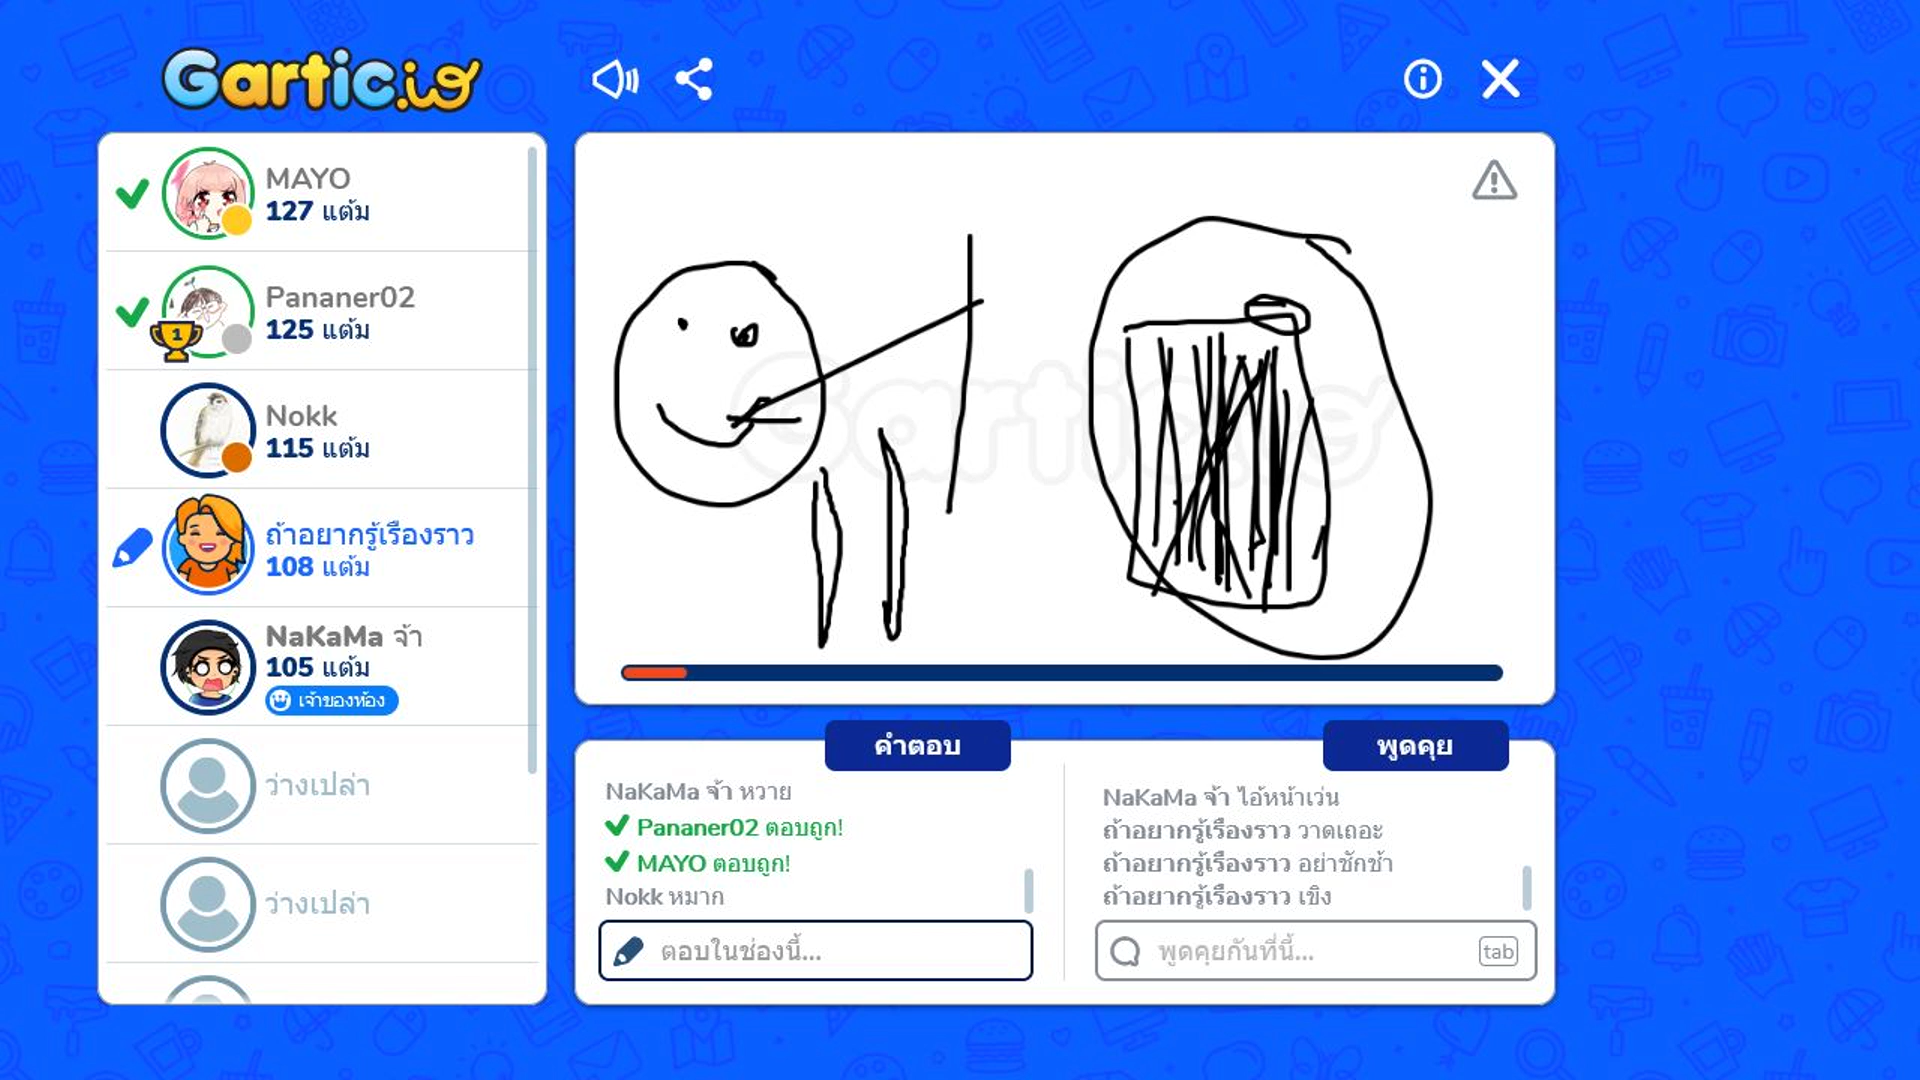 Gartic.io
MAYO
127 แต้ม
1
Pananer02
125 แต้ม
Nokk
115 แต้ม
ถ้าอยากรู้เรืองราว
108 แต้ม
NaKaMa จ้า
105 แต้ม
เจ้าของห้อง
ว่างเปล่า
ว่างเปล่า
Gartic.io
คำตอบ
NaKaMa จ้า หวาย
Pananer02 ตอบถูก!
MAYO ตอบถูก!
Nokk หมาก
ตอบในช่องนี้...
พูดคุย
NaKaMa จ้า ไอ้หน้าเว่น
ถ้าอยากรู้เรืองราว วาดเถอะ
ถ้าอยากรู้เรืองราว อย่าชักช้า
ถ้าอยากรู้เรืองราว เขิง
พูดคุยกันที่นี้...
tab